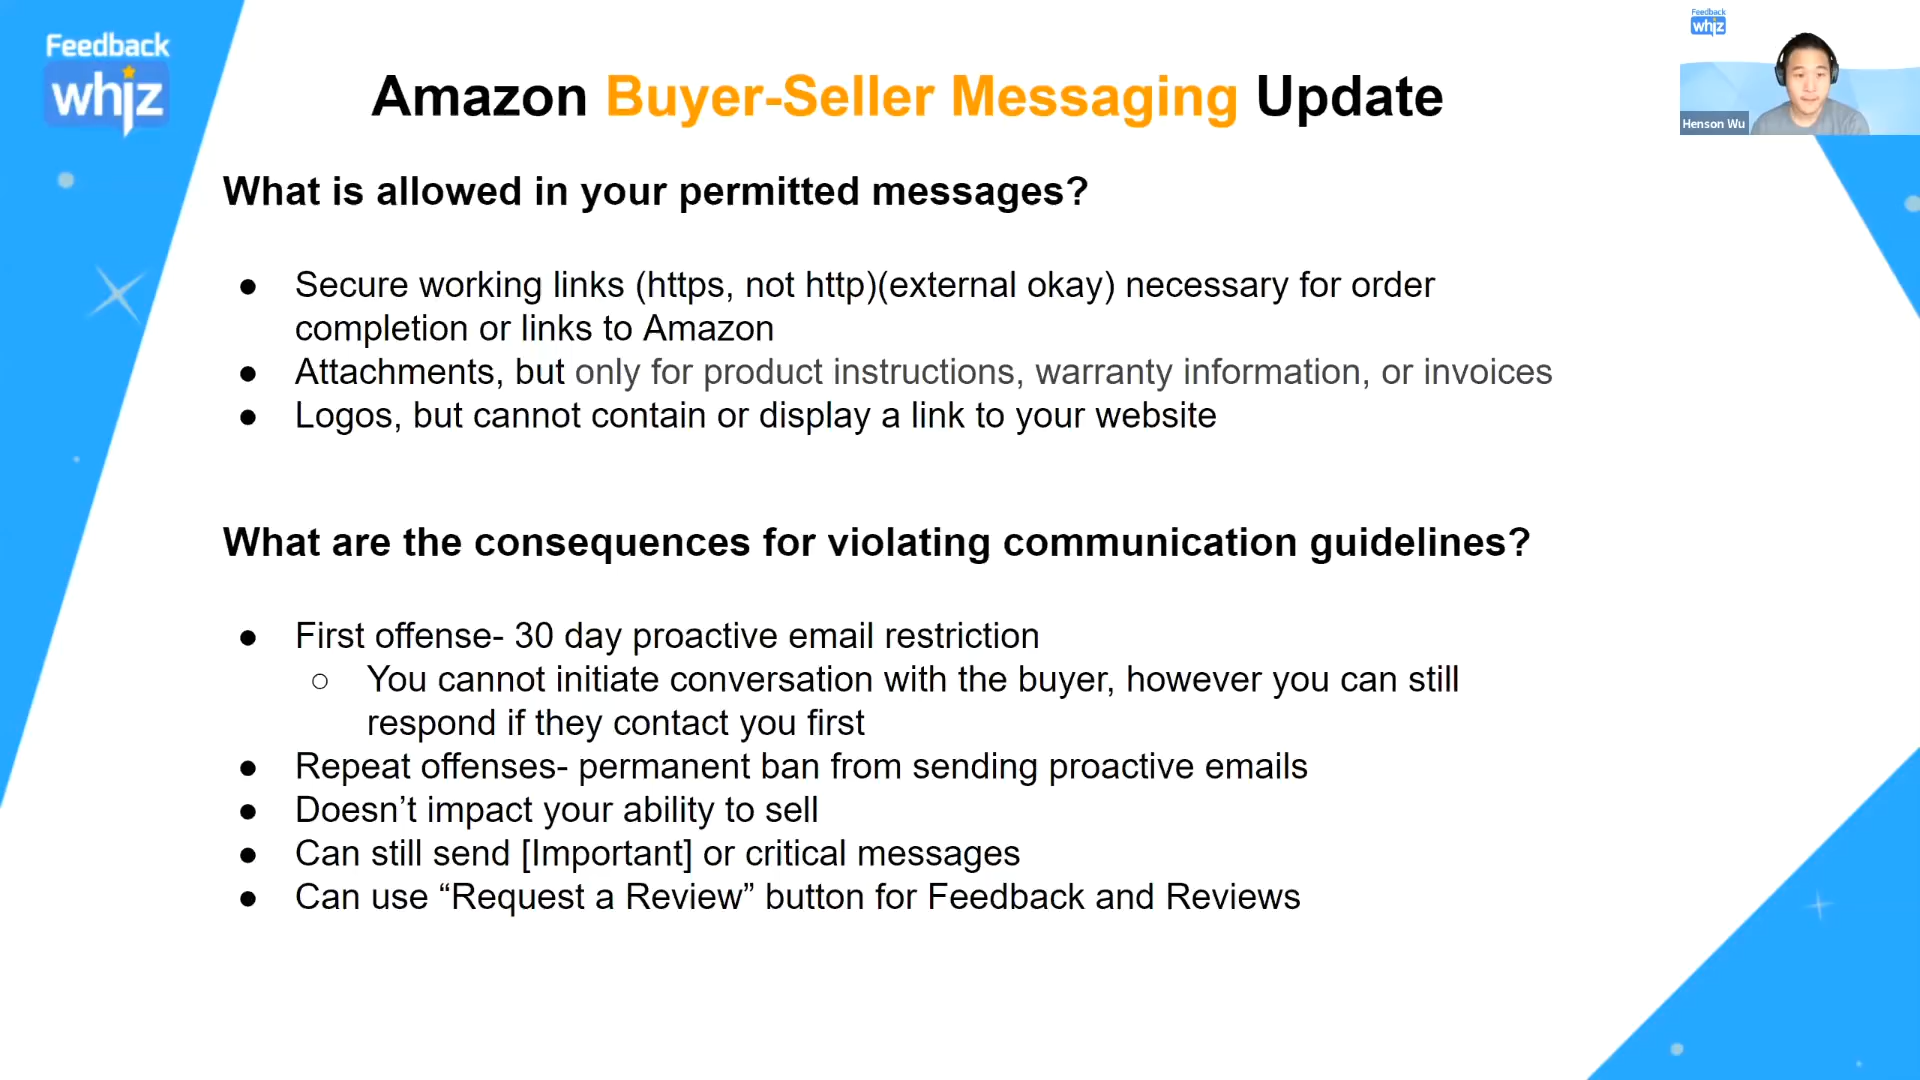 Feedback
whiz
Amazon Buyer-Seller Messaging Update
Feedback
whiz
Henson Wu
What is allowed in your permitted messages?
● Secure working links (https, not http)(external okay) necessary for order
completion or links to Amazon
● Attachments, but only for product instructions, warranty information, or invoices
● Logos, but cannot contain or display a link to your website
What are the consequences for violating communication guidelines?
● First offense- 30 day proactive email restriction
○ You cannot initiate conversation with the buyer, however you can still
respond if they contact you first
● Repeat offenses- permanent ban from sending proactive emails
● Doesn’t impact your ability to sell
● Can still send [Important] or critical messages
● Can use “Request a Review” button for Feedback and Reviews